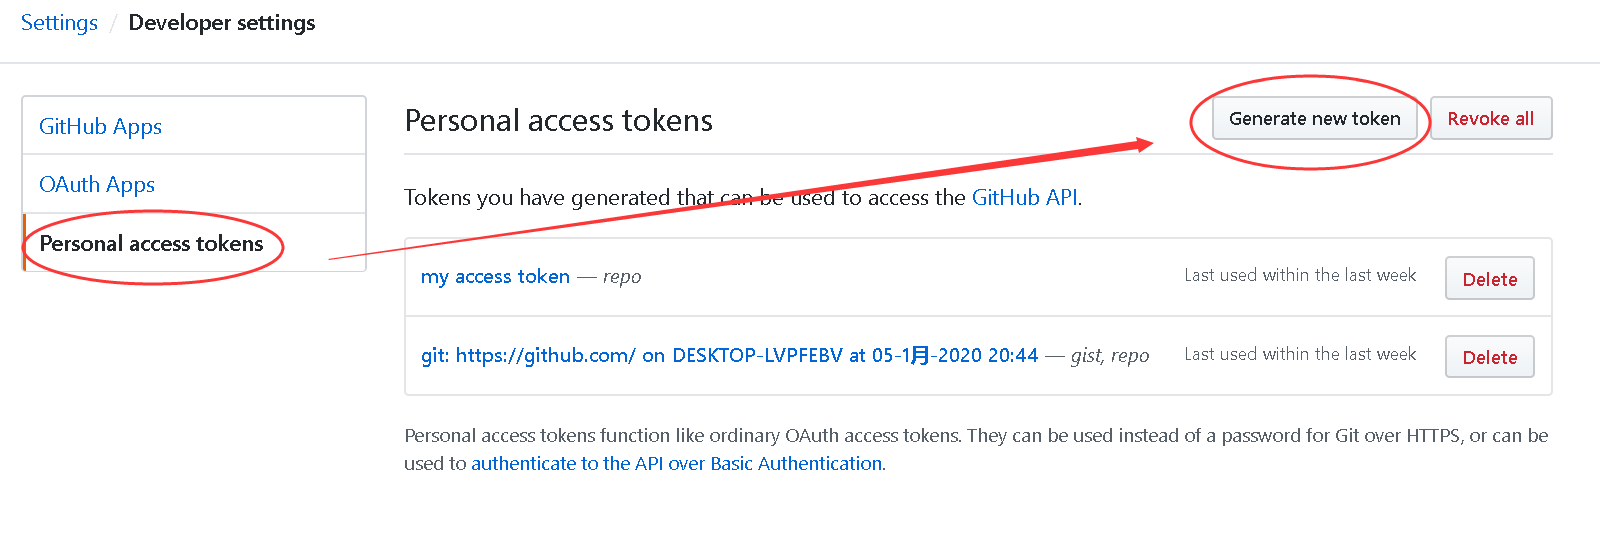 Settings / Developer settings
GitHub Apps
OAuth Apps
Personal access tokens
Personal access tokens
Generate new token
Revoke all
Tokens you have generated that can be used to access the GitHub API.
my access token — repo
Last used within the last week
Delete
git: https://github.com/ on DESKTOP-LVPFEBV at 05-1月-2020 20:44 — gist, repo
Last used within the last week
Delete
Personal access tokens function like ordinary OAuth access tokens. They can be used instead of a password for Git over HTTPS, or can be
used to authenticate to the API over Basic Authentication.